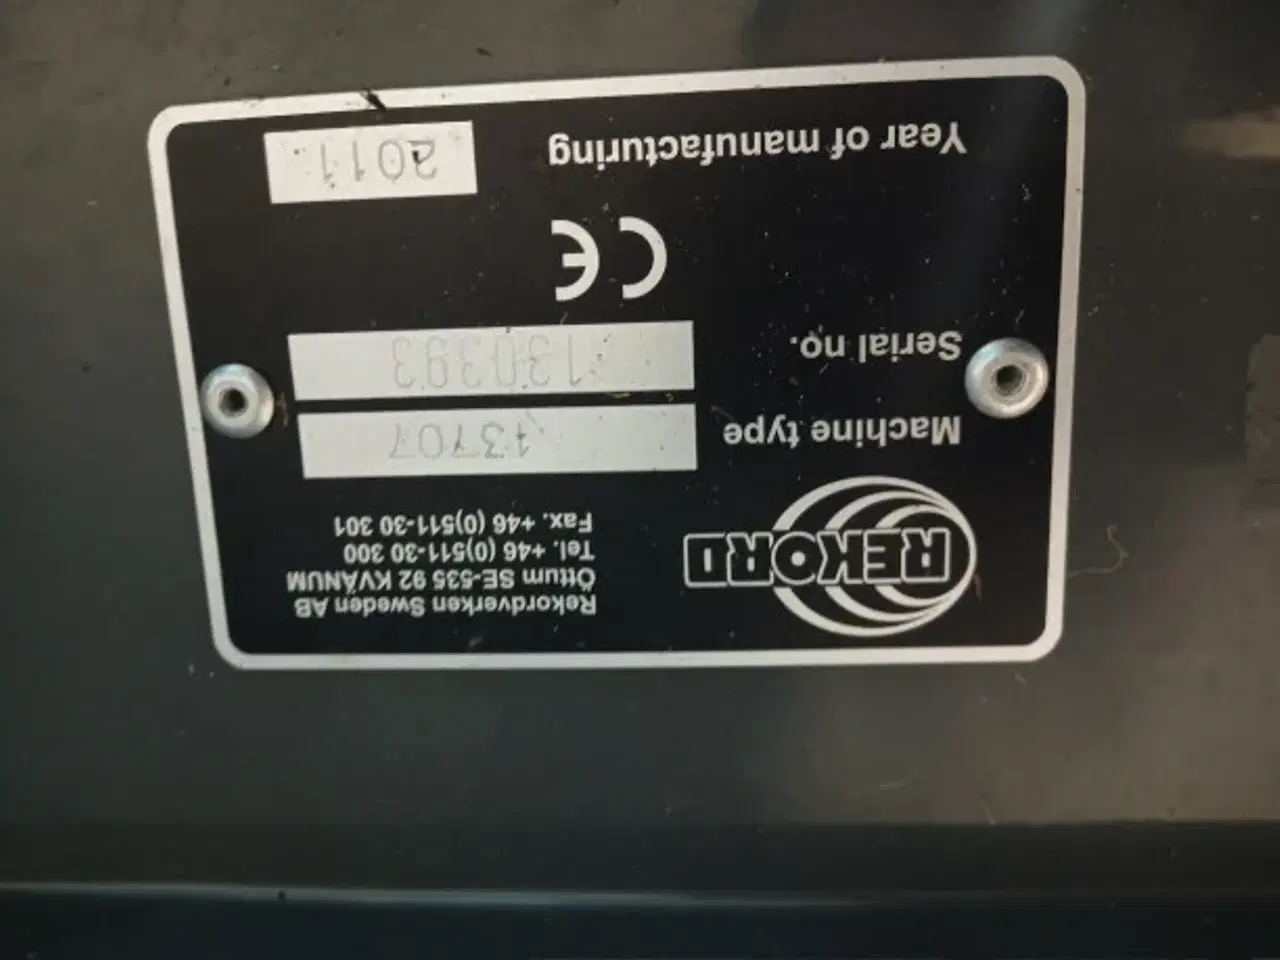 REKORD
Rekordverken Sweden AB
Öttum SE-535 92 KVÄNUM
Tel. +46 (0)511-30 300
Fax. +46 (0)511-30 301
Machine type 13707
Serial no. 130393
CE
Year of manufacturing 2011